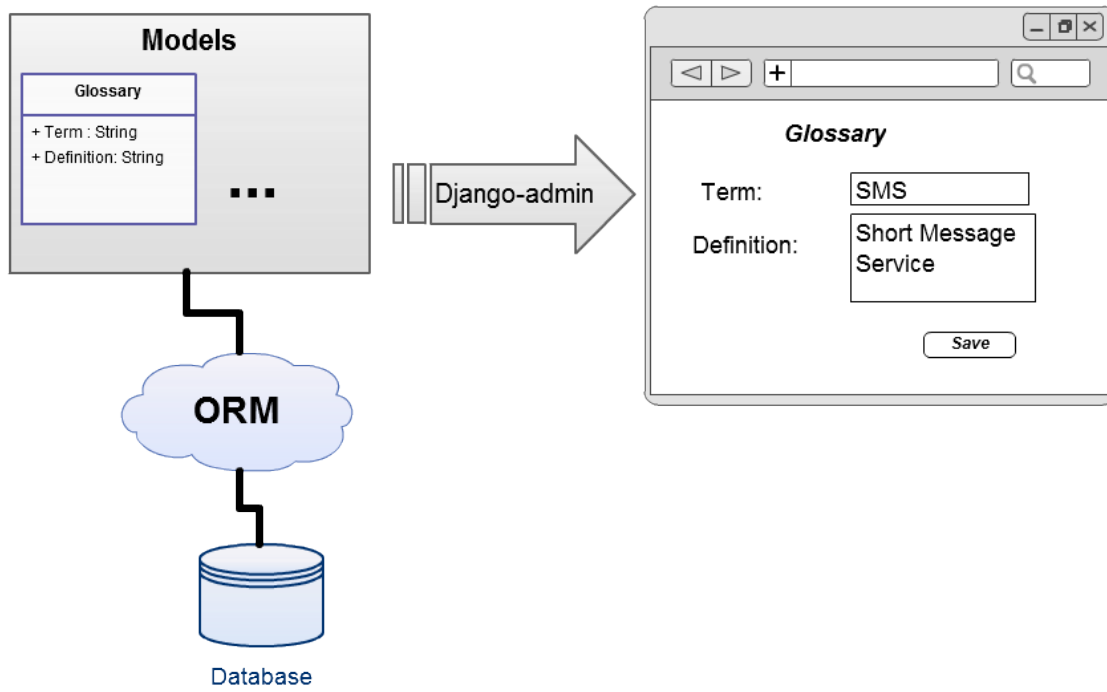 Models
Glossary
+ Term : String
+ Definition: String
...
ORM
Database
Django-admin
+
Glossary
Term:
SMS
Definition:
Short Message
Service
Save